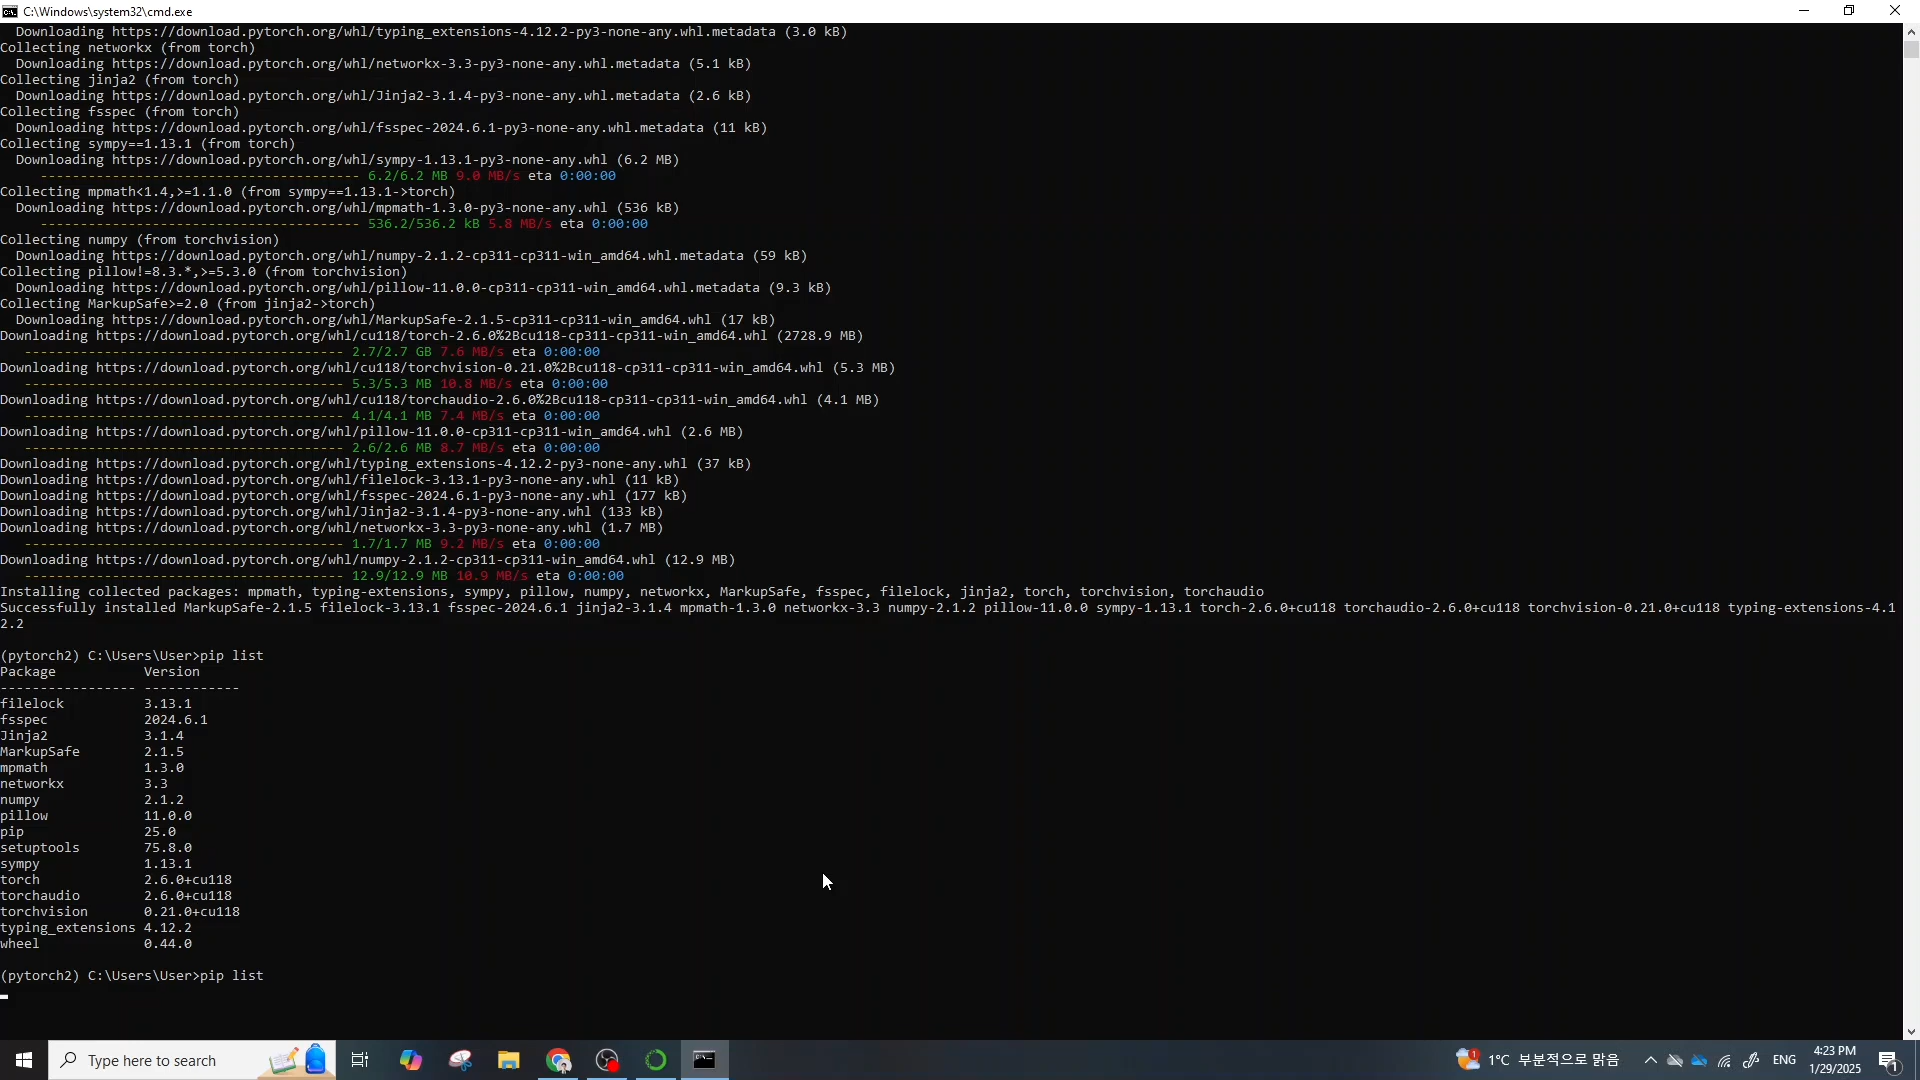 C:\Windows\system32\cmd.exe
Downloading https://download.pytorch.org/whl/typing_extensions-4.12.2-py3-none-any.whl.metadata (3.0 kB)
Collecting networkx (from torch)
Downloading https://download.pytorch.org/whl/networkx-3.3-py3-none-any.whl.metadata (5.1 kB)
Collecting jinja2 (from torch)
Downloading https://download.pytorch.org/whl/Jinja2-3.1.4-py3-none-any.whl.metadata (2.6 kB)
Collecting fsspec (from torch)
Downloading https://download.pytorch.org/whl/fsspec-2024.6.1-py3-none-any.whl.metadata (11 kB)
Collecting sympy==1.13.1 (from torch)
Downloading https://download.pytorch.org/whl/sympy-1.13.1-py3-none-any.whl (6.2 MB)
---------------------------------------- 6.2/6.2 MB 9.0 MB/s eta 0:00:00
Collecting mpmath<1.4,>=1.1.0 (from sympy==1.13.1->torch)
Downloading https://download.pytorch.org/whl/mpmath-1.3.0-py3-none-any.whl (536 kB)
---------------------------------------- 536.2/536.2 kB 5.8 MB/s eta 0:00:00
Collecting numpy (from torchvision)
Downloading https://download.pytorch.org/whl/numpy-2.1.2-cp311-cp311-win_amd64.whl.metadata (59 kB)
Collecting pillow!=8.3.*,>=5.3.0 (from torchvision)
Downloading https://download.pytorch.org/whl/pillow-11.0.0-cp311-cp311-win_amd64.whl.metadata (9.3 kB)
Collecting MarkupSafe>=2.0 (from jinja2->torch)
Downloading https://download.pytorch.org/whl/MarkupSafe-2.1.5-cp311-cp311-win_amd64.whl (17 kB)
Downloading https://download.pytorch.org/whl/cu118/torch-2.6.0%2Bcu118-cp311-cp311-win_amd64.whl (2728.9 MB)
---------------------------------------- 2.7/2.7 GB 7.6 MB/s eta 0:00:00
Downloading https://download.pytorch.org/whl/cu118/torchvision-0.21.0%2Bcu118-cp311-cp311-win_amd64.whl (5.3 MB)
---------------------------------------- 5.3/5.3 MB 10.8 MB/s eta 0:00:00
Downloading https://download.pytorch.org/whl/cu118/torchaudio-2.6.0%2Bcu118-cp311-cp311-win_amd64.whl (4.1 MB)
---------------------------------------- 4.1/4.1 MB 7.4 MB/s eta 0:00:00
Downloading https://download.pytorch.org/whl/pillow-11.0.0-cp311-cp311-win_amd64.whl (2.6 MB)
---------------------------------------- 2.6/2.6 MB 8.7 MB/s eta 0:00:00
Downloading https://download.pytorch.org/whl/typing_extensions-4.12.2-py3-none-any.whl (37 kB)
Downloading https://download.pytorch.org/whl/filelock-3.13.1-py3-none-any.whl (11 kB)
Downloading https://download.pytorch.org/whl/fsspec-2024.6.1-py3-none-any.whl (177 kB)
Downloading https://download.pytorch.org/whl/Jinja2-3.1.4-py3-none-any.whl (133 kB)
Downloading https://download.pytorch.org/whl/networkx-3.3-py3-none-any.whl (1.7 MB)
---------------------------------------- 1.7/1.7 MB 9.2 MB/s eta 0:00:00
Downloading https://download.pytorch.org/whl/numpy-2.1.2-cp311-cp311-win_amd64.whl (12.9 MB)
---------------------------------------- 12.9/12.9 MB 10.9 MB/s eta 0:00:00
Installing collected packages: mpmath, typing-extensions, sympy, pillow, numpy, networkx, MarkupSafe, fsspec, filelock, jinja2, torch, torchvision, torchaudio
Successfully installed MarkupSafe-2.1.5 filelock-3.13.1 fsspec-2024.6.1 jinja2-3.1.4 mpmath-1.3.0 networkx-3.3 numpy-2.1.2 pillow-11.0.0 sympy-1.13.1 torch-2.6.0+cu118 torchaudio-2.6.0+cu118 torchvision-0.21.0+cu118 typing-extensions-4.1
2.2
(pytorch2) C:\Users\User>pip list
Package Version
----------------- ------------
filelock 3.13.1
fsspec 2024.6.1
Jinja2 3.1.4
MarkupSafe 2.1.5
mpmath 1.3.0
networkx 3.3
numpy 2.1.2
pillow 11.0.0
pip 25.0
setuptools 75.8.0
sympy 1.13.1
torch 2.6.0+cu118
torchaudio 2.6.0+cu118
torchvision 0.21.0+cu118
typing_extensions 4.12.2
wheel 0.44.0
(pytorch2) C:\Users\User>pip list
Type here to search
1
1°C 부분적으로 맑음
ENG
4:23 PM
1/29/2025
1